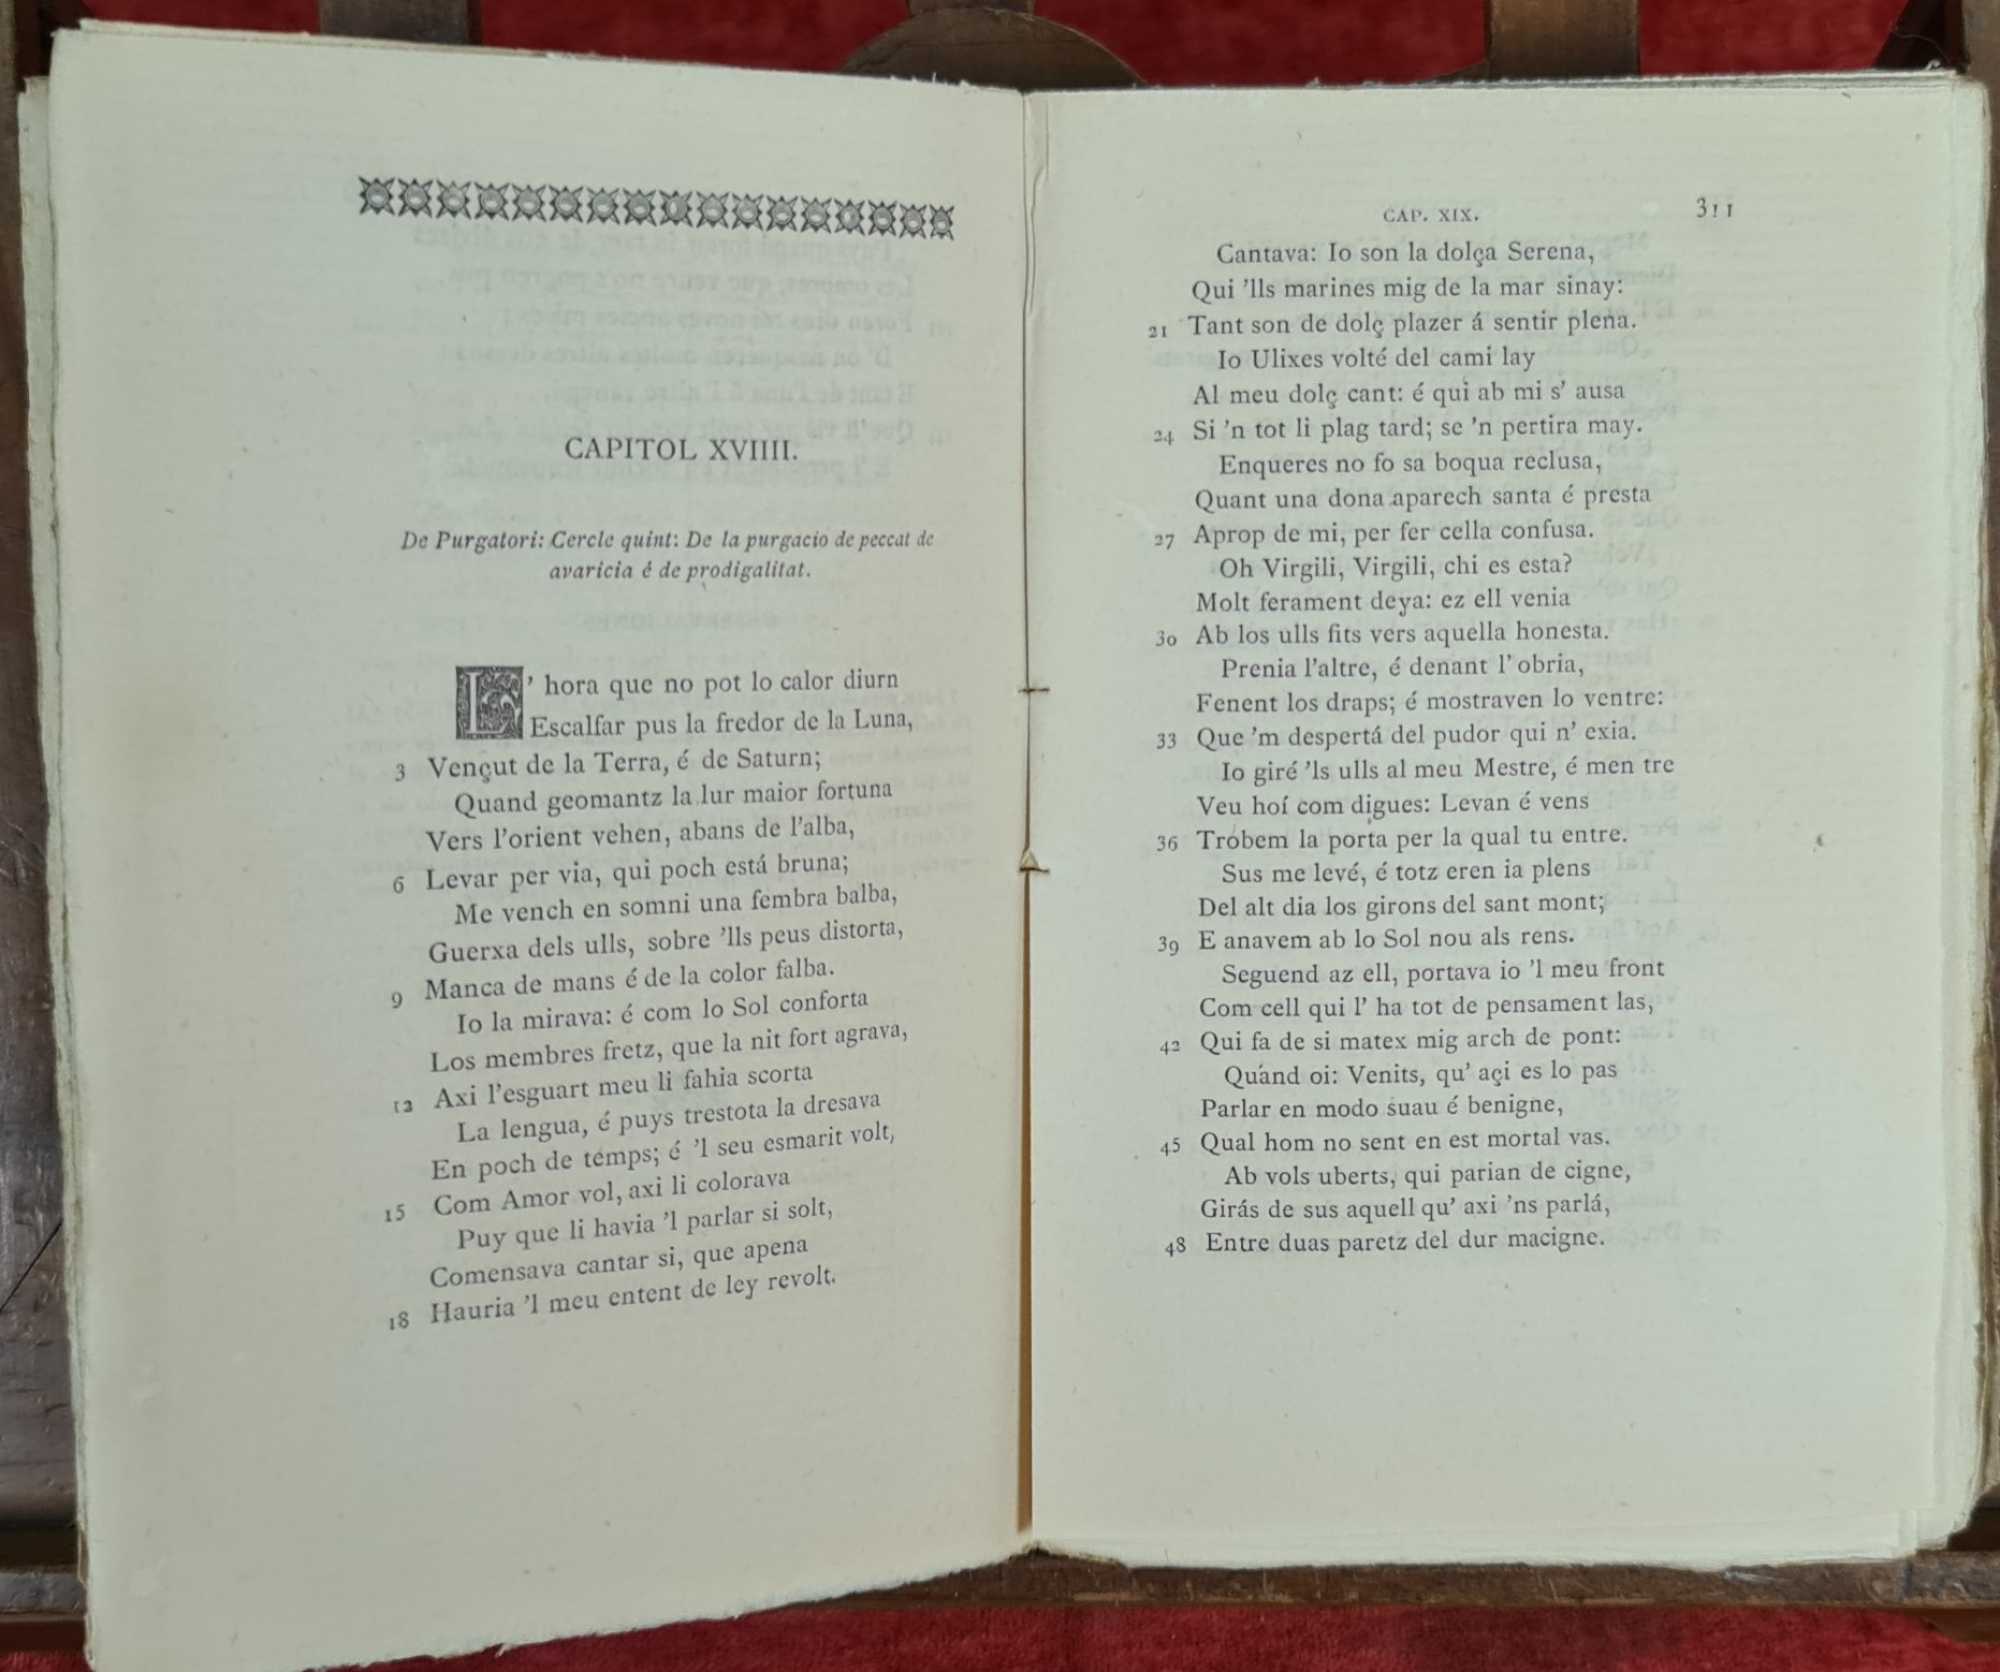 CAPITOL XVIIII.
De Purgatori: Cercle quint: De la purgacio de peccat de
avaricia é de prodigalitat.
L' hora que no pot lo calor diurn
Escalfar pus la fredor de la Luna,
3 Vençut de la Terra, é de Saturn;
Quand geomantz la lur maior fortuna
Vers l'orient vehen, abans de l'alba,
6 Levar per via, qui poch está bruna;
Me vench en somni una fembra balba,
Guerxa dels ulls, sobre 'lls peus distorta,
9 Manca de mans é de la color falba.
Io la mirava: é com lo Sol conforta
Los membres fretz, que la nit fort agrava,
12 Axi l'esguart meu li fahia scorta
La lengua, é puys trestota la dresava
En poch de temps; é 'l seu esmarit volt,
15 Com Amor vol, axi li colorava
Puy que li havia 'l parlar si solt,
Comensava cantar si, que apena
18 Hauria 'l meu entent de ley revolt.
CAP. XIX. 311
Cantava: Io son la dolça Serena,
Qui 'lls marines mig de la mar sinay:
21 Tant son de dolç plazer á sentir plena.
Io Ulixes volté del cami lay
Al meu dolç cant: é qui ab mi s' ausa
24 Si 'n tot li plag tard; se 'n pertira may.
Enqueres no fo sa boqua reclusa,
Quant una dona aparech santa é presta
27 Aprop de mi, per fer cella confusa.
Oh Virgili, Virgili, chi es esta?
Molt ferament deya: ez ell venia
30 Ab los ulls fits vers aquella honesta.
Prenia l'altre, é denant l' obria,
Fenent los draps; é mostraven lo ventre:
33 Que 'm despertá del pudor qui n' exia.
Io giré 'ls ulls al meu Mestre, é men tre
Veu hoí com digues: Levan é vens
36 Trobem la porta per la qual tu entre.
Sus me levé, é totz eren ia plens
Del alt dia los girons del sant mont;
39 E anavem ab lo Sol nou als rens.
Seguend az ell, portava io 'l meu front
Com cell qui l' ha tot de pensament las,
42 Qui fa de si matex mig arch de pont:
Quand oi: Venits, qu' açi es lo pas
Parlar en modo suau é benigne,
45 Qual hom no sent en est mortal vas.
Ab vols uberts, qui parian de cigne,
Girás de sus aquell qu' axi 'ns parlá,
48 Entre duas paretz del dur macigne.